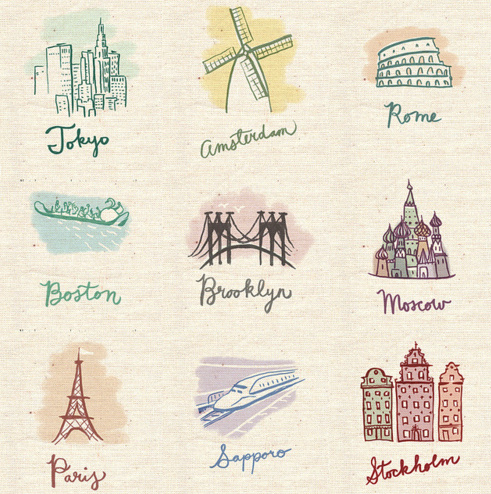 Tokyo
Amsterdam
Rome
Boston
Brooklyn
Moscow
Paris
Sapporo
Stockholm